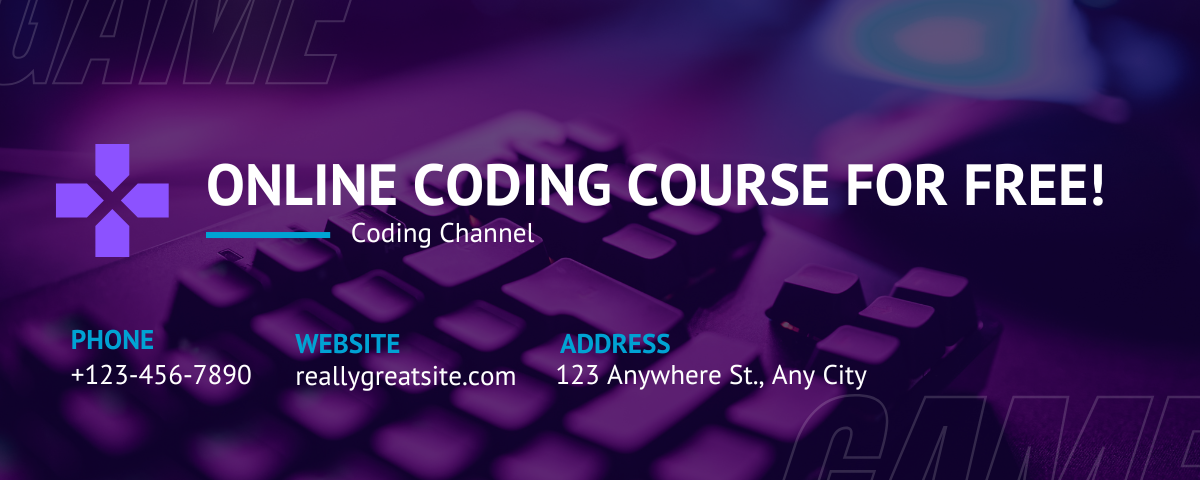 GAME
ONLINE CODING COURSE FOR FREE!
Coding Channel
PHONE
+123-456-7890
WEBSITE
reallygreatsite.com
ADDRESS
123 Anywhere St., Any City
GAME